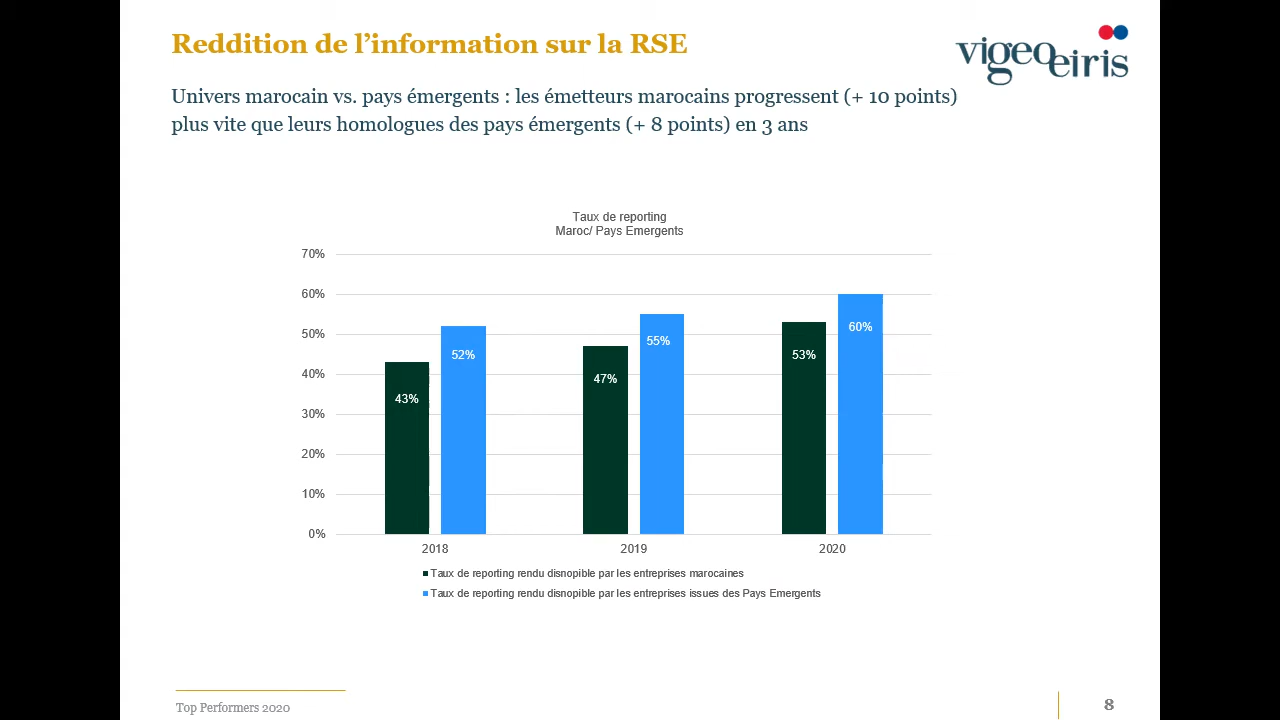 Reddition de l’information sur la RSE
vigeo eiris
Univers marocain vs. pays émergents : les émetteurs marocains progressent (+ 10 points)
plus vite que leurs homologues des pays émergents (+ 8 points) en 3 ans
Taux de reporting
Maroc/ Pays Emergents
70%
60%
50%
40%
30%
20%
10%
0%
43%
52%
47%
55%
53%
60%
2018
2019
2020
Taux de reporting rendu disnopible par les entreprises marocaines
Taux de reporting rendu disnopible par les entreprises issues des Pays Emergents
Top Performers 2020
8